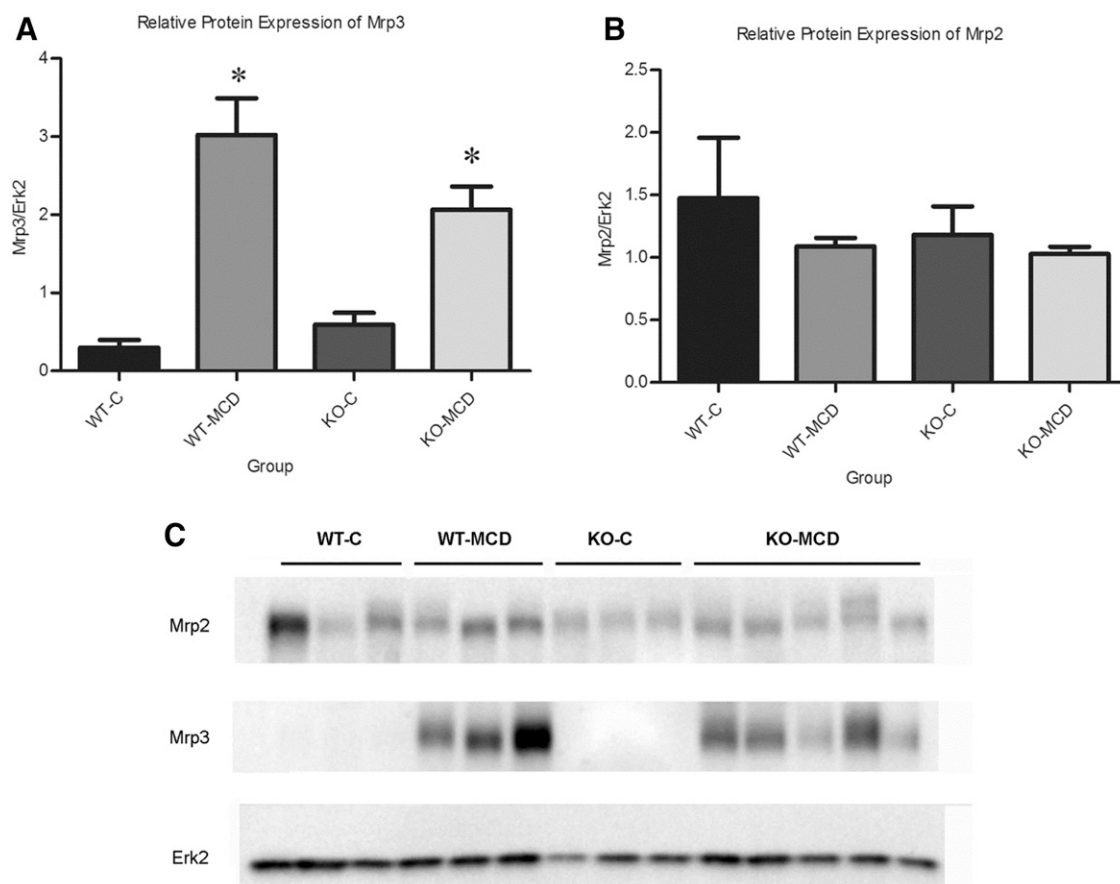 A
Relative Protein Expression of Mrp3
Mrp3/Erk2
4
3
2
1
0
*
*
WT-C
WT-MCD
KO-C
KO-MCD
Group
B
Relative Protein Expression of Mrp2
Mrp2/Erk2
2.5
2.0
1.5
1.0
0.5
0.0
WT-C
WT-MCD
KO-C
KO-MCD
Group
C
WT-C WT-MCD KO-C KO-MCD
Mrp2
Mrp3
Erk2